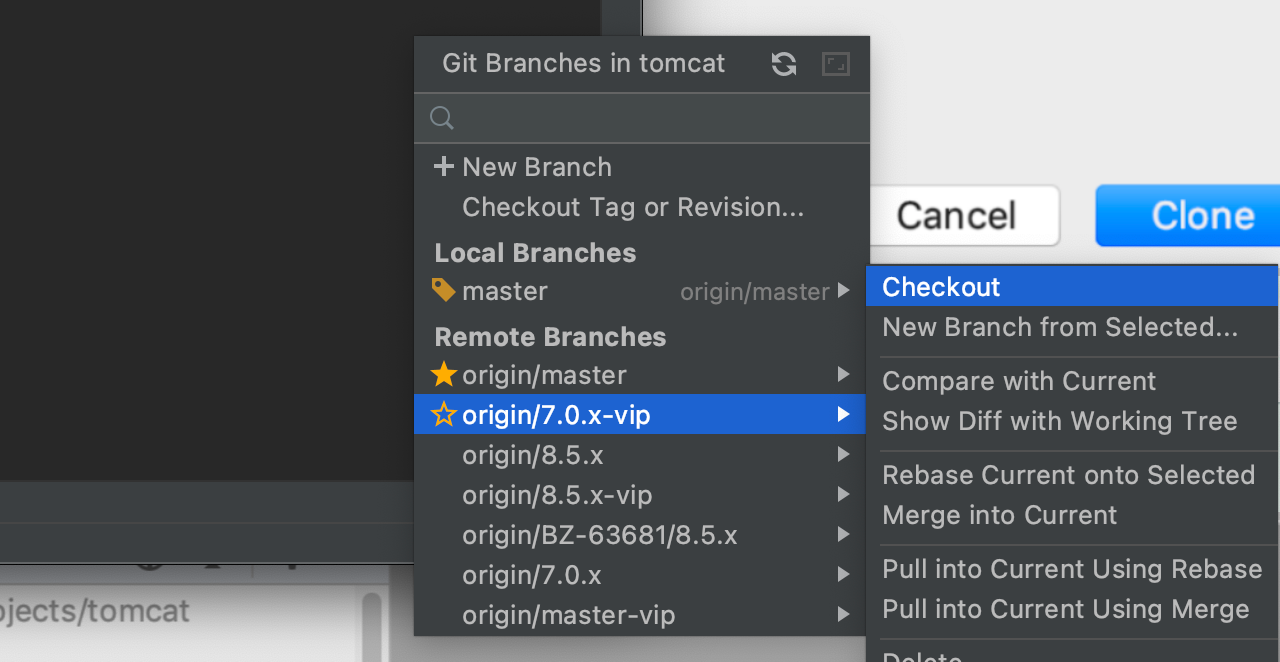 Git Branches in tomcat
New Branch
Checkout Tag or Revision...
Local Branches
master origin/master
Remote Branches
origin/master
origin/7.0.x-vip
origin/8.5.x
origin/8.5.x-vip
origin/BZ-63681/8.5.x
origin/7.0.x
origin/master-vip
Cancel Clone
Checkout
New Branch from Selected...
Compare with Current
Show Diff with Working Tree
Rebase Current onto Selected
Merge into Current
Pull into Current Using Rebase
Pull into Current Using Merge
Delete
ojects/tomcat